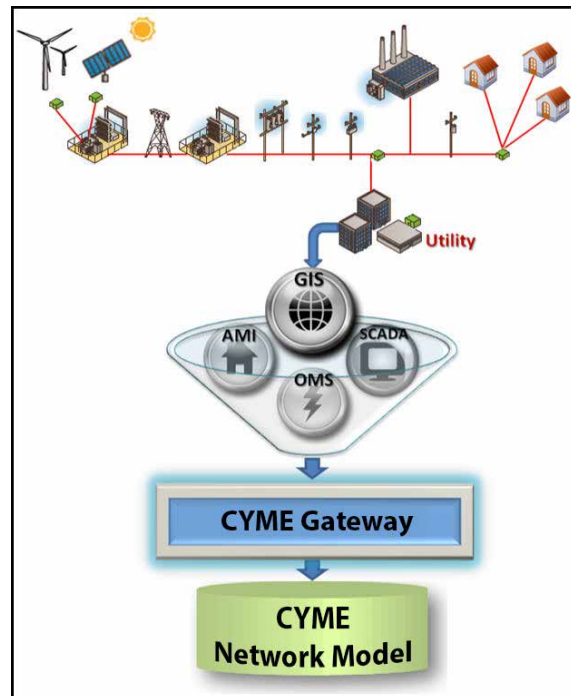 Utility
GIS
AMI
SCADA
OMS
CYME Gateway
CYME
Network Model